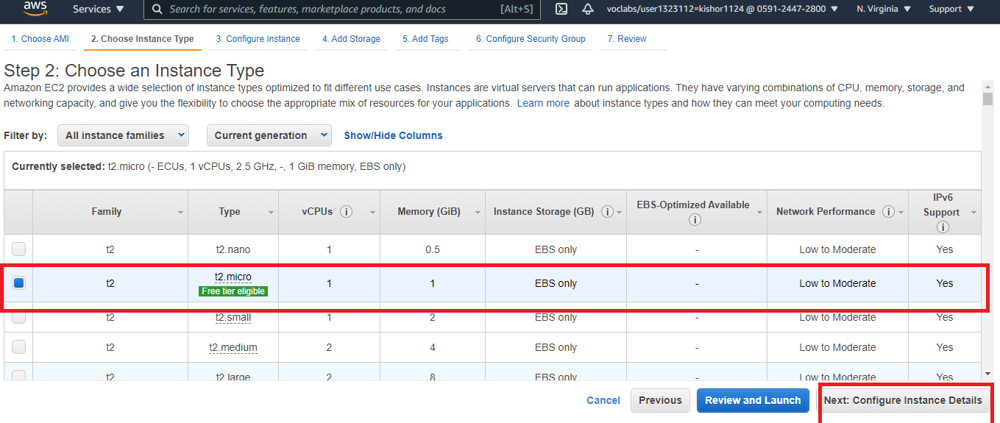 aws Services Search for services, features, marketplace products, and docs [Alt+S] voclabs/user1323112=kishor1124 @ 0591-2447-2800 N. Virginia Support
1. Choose AMI 2. Choose Instance Type 3. Configure Instance 4. Add Storage 5. Add Tags 6. Configure Security Group 7. Review
Step 2: Choose an Instance Type
Amazon EC2 provides a wide selection of instance types optimized to fit different use cases. Instances are virtual servers that can run applications. They have varying combinations of CPU, memory, storage, and
networking capacity, and give you the flexibility to choose the appropriate mix of resources for your applications. Learn more about instance types and how they can meet your computing needs.
Filter by: All instance families Current generation Show/Hide Columns
Currently selected: t2.micro (- ECUs, 1 vCPUs, 2.5 GHz, -, 1 GiB memory, EBS only)
Family Type vCPUs i Memory (GiB) Instance Storage (GB) i EBS-Optimized Available i Network Performance i IPv6 Support i
t2 t2.nano 1 0.5 EBS only - Low to Moderate Yes
t2 t2.micro Free tier eligible 1 1 EBS only - Low to Moderate Yes
t2 t2.small 1 2 EBS only - Low to Moderate Yes
t2 t2.medium 2 4 EBS only - Low to Moderate Yes
t2 t2.large 2 8 EBS only - Low to Moderate Yes
Cancel Previous Review and Launch Next: Configure Instance Details